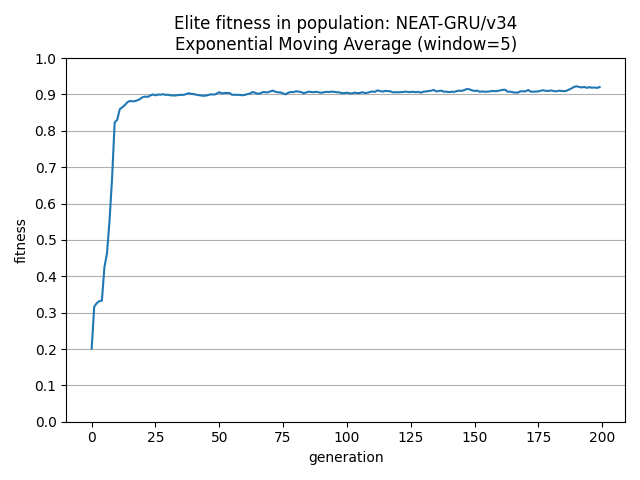 Elite fitness in population: NEAT-GRU/v34
Exponential Moving Average (window=5)
1.0
0.9
0.8
0.7
0.6
0.5
0.4
0.3
0.2
0.1
0.0
fitness
0 25 50 75 100 125 150 175 200
generation